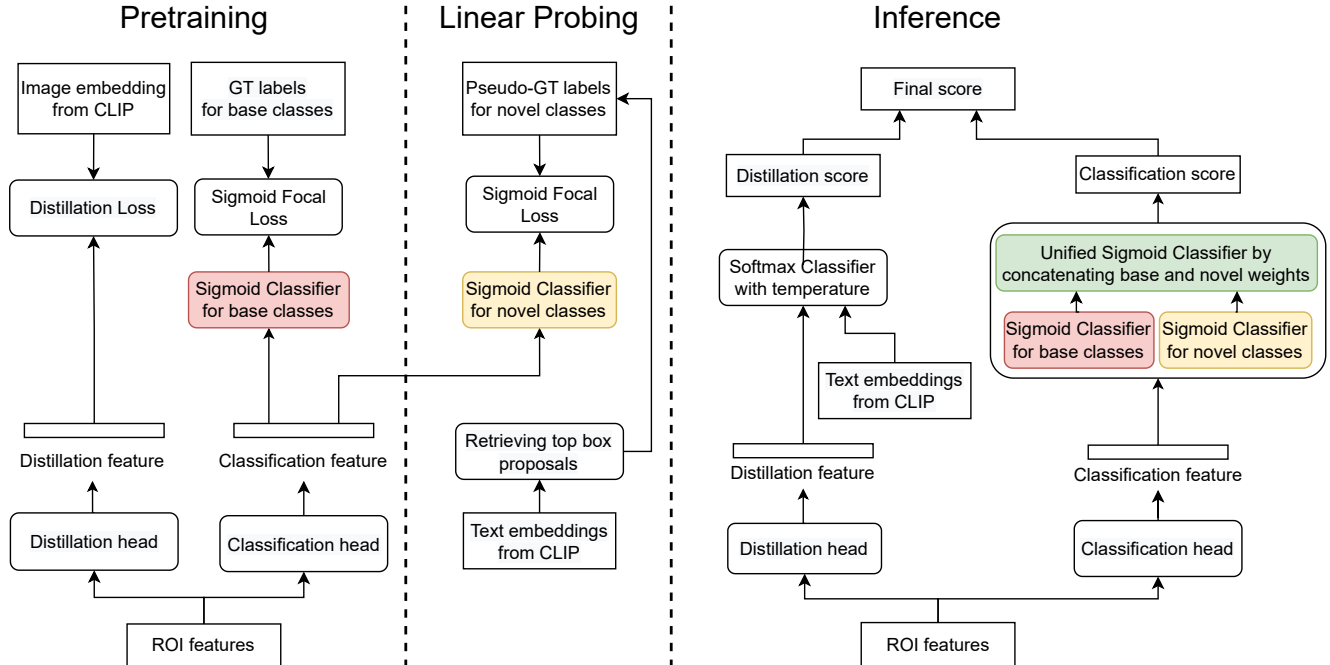 Pretraining
Image embedding
from CLIP
GT labels
for base classes
Distillation Loss
Sigmoid Focal
Loss
Sigmoid Classifier
for base classes
Distillation feature
Classification feature
Distillation head
Classification head
ROI features
Linear Probing
Pseudo-GT labels
for novel classes
Sigmoid Focal
Loss
Sigmoid Classifier
for novel classes
Retrieving top box
proposals
Text embeddings
from CLIP
Inference
Final score
Distillation score
Classification score
Softmax Classifier
with temperature
Unified Sigmoid Classifier by
concatenating base and novel weights
Sigmoid Classifier
for base classes
Sigmoid Classifier
for novel classes
Text embeddings
from CLIP
Distillation feature
Classification feature
Distillation head
Classification head
ROI features